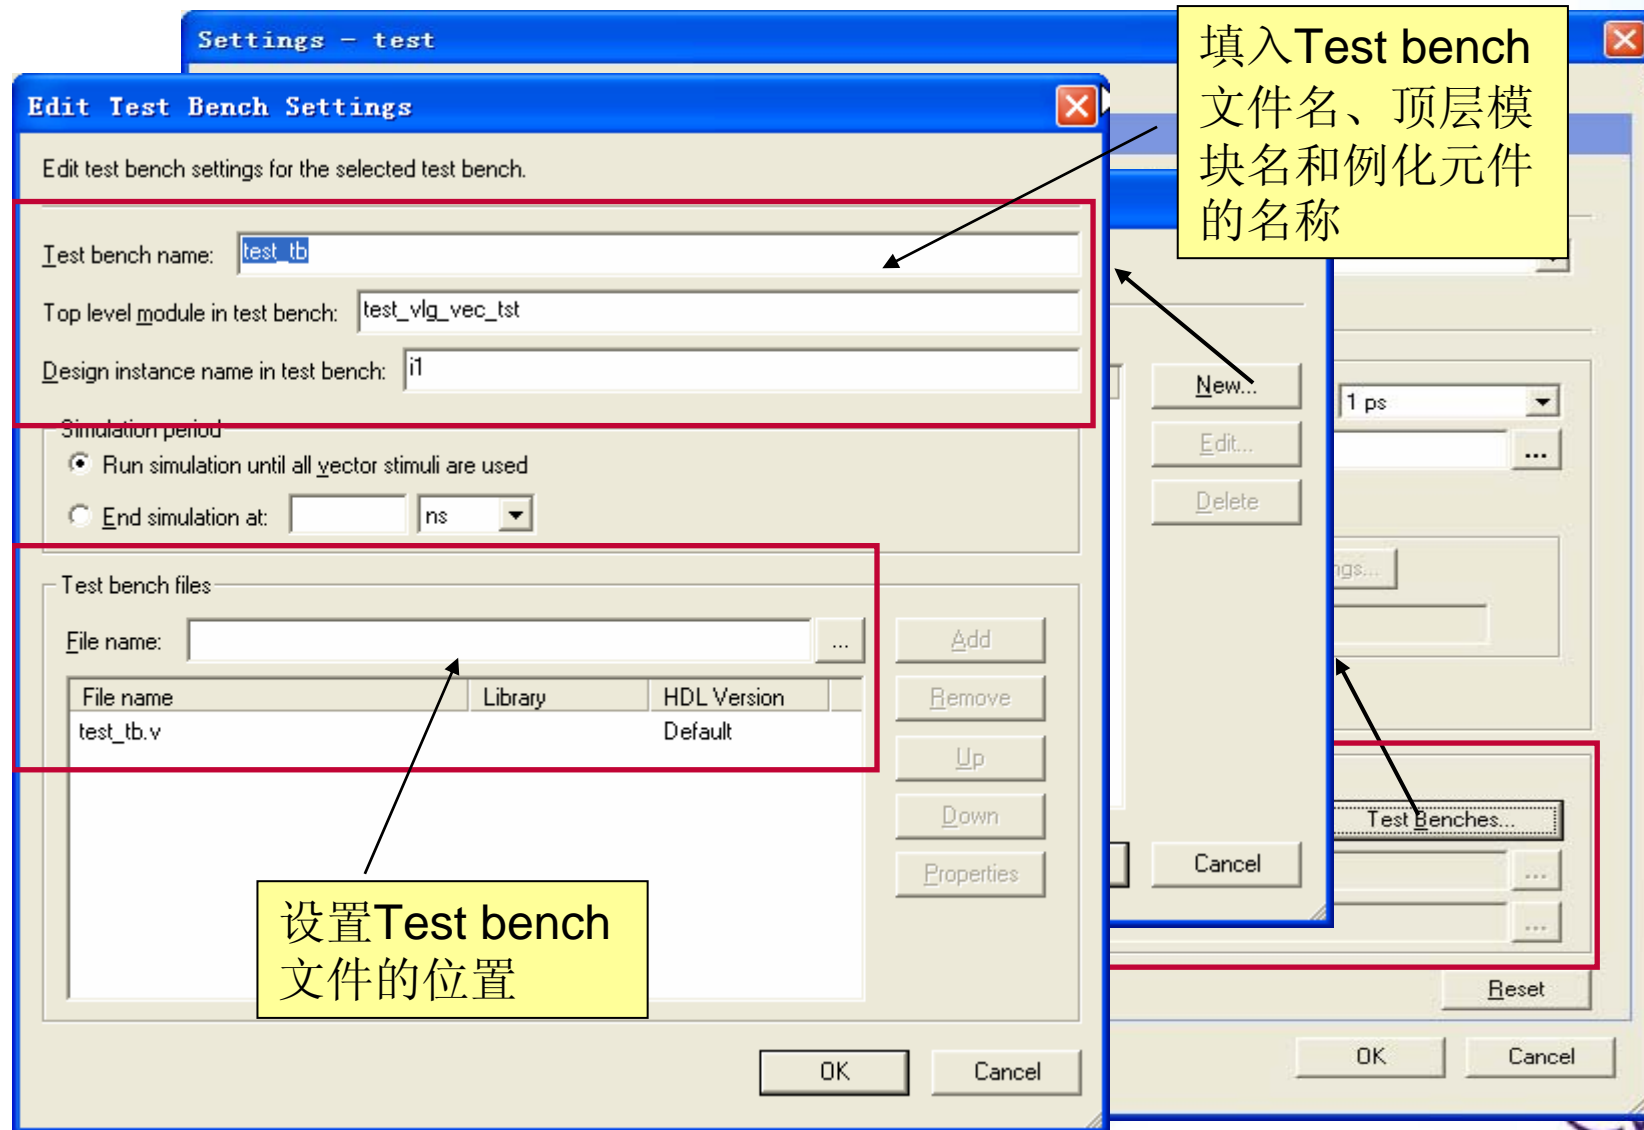 Settings - test
填入Test bench
文件名、顶层模
块名和例化元件
的名称
Edit Test Bench Settings
Edit test bench settings for the selected test bench.
Test bench name: test_tb
Top level module in test bench: test_vlg_vec_tst
Design instance name in test bench: i1
Simulation period
Run simulation until all vector stimuli are used
End simulation at: ns
Test bench files
File name: ...
File name Library HDL Version
test_tb.v Default
Add
Remove
Up
Down
Properties
设置Test bench
文件的位置
OK Cancel
New...
Edit...
Delete
Cancel
1 ps
...
Test Benches...
...
...
Reset
OK Cancel